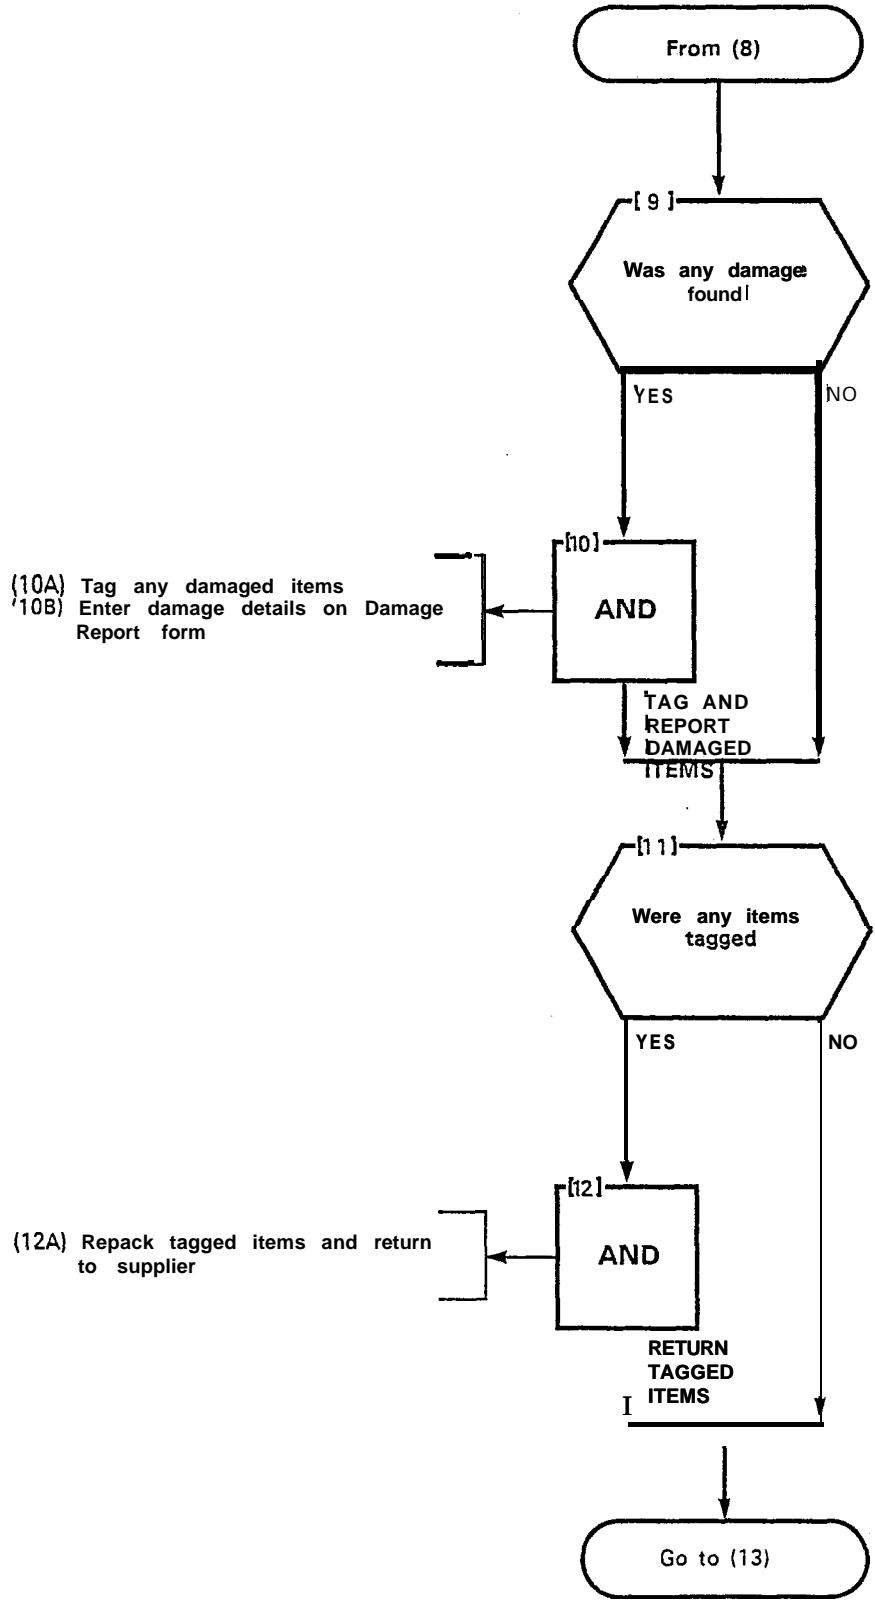 From (8)
[ 9 ]
Was any damage
found
YES
NO
[10]
(10A) Tag any damaged items
'10B) Enter damage details on Damage
Report form
AND
TAG AND
REPORT
DAMAGED
ITEMS
[11]
Were any items
tagged
YES
NO
[12]
(12A) Repack tagged items and return
to supplier
AND
RETURN
TAGGED
ITEMS
Go to (13)